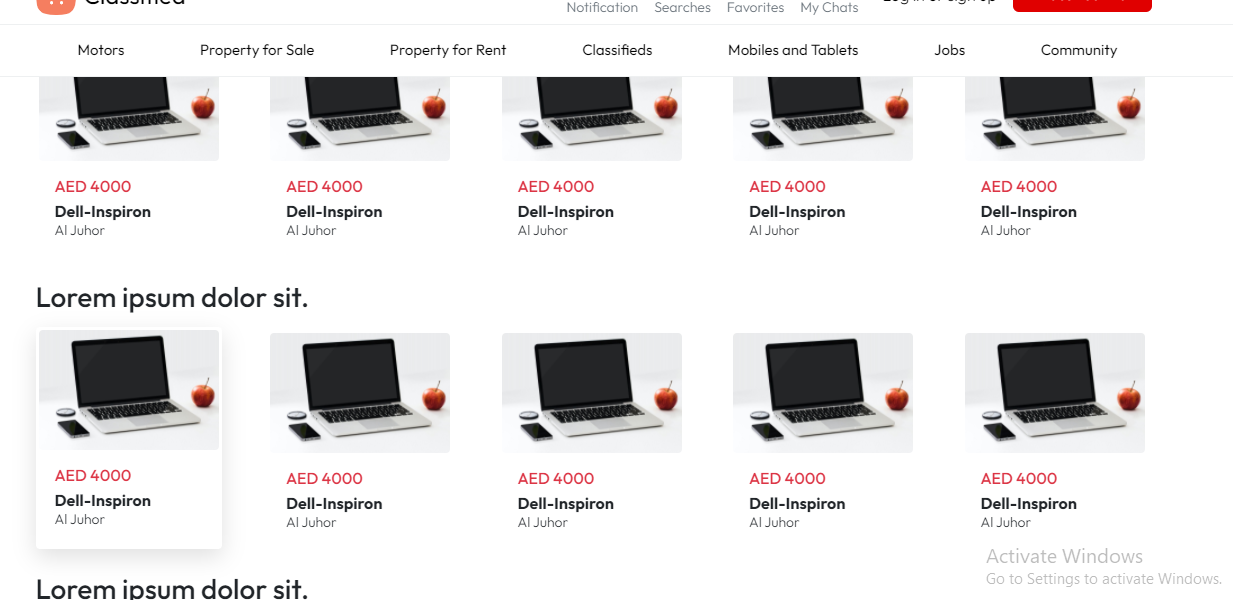 Classified
Notification Searches Favorites My Chats Log in or sign up
Motors Property for Sale Property for Rent Classifieds Mobiles and Tablets Jobs Community
AED 4000 AED 4000 AED 4000 AED 4000 AED 4000
Dell-Inspiron Dell-Inspiron Dell-Inspiron Dell-Inspiron Dell-Inspiron
Al Juhor Al Juhor Al Juhor Al Juhor Al Juhor
Lorem ipsum dolor sit.
AED 4000 AED 4000 AED 4000 AED 4000 AED 4000
Dell-Inspiron Dell-Inspiron Dell-Inspiron Dell-Inspiron Dell-Inspiron
Al Juhor Al Juhor Al Juhor Al Juhor Al Juhor
Activate Windows
Go to Settings to activate Windows.
Lorem ipsum dolor sit.